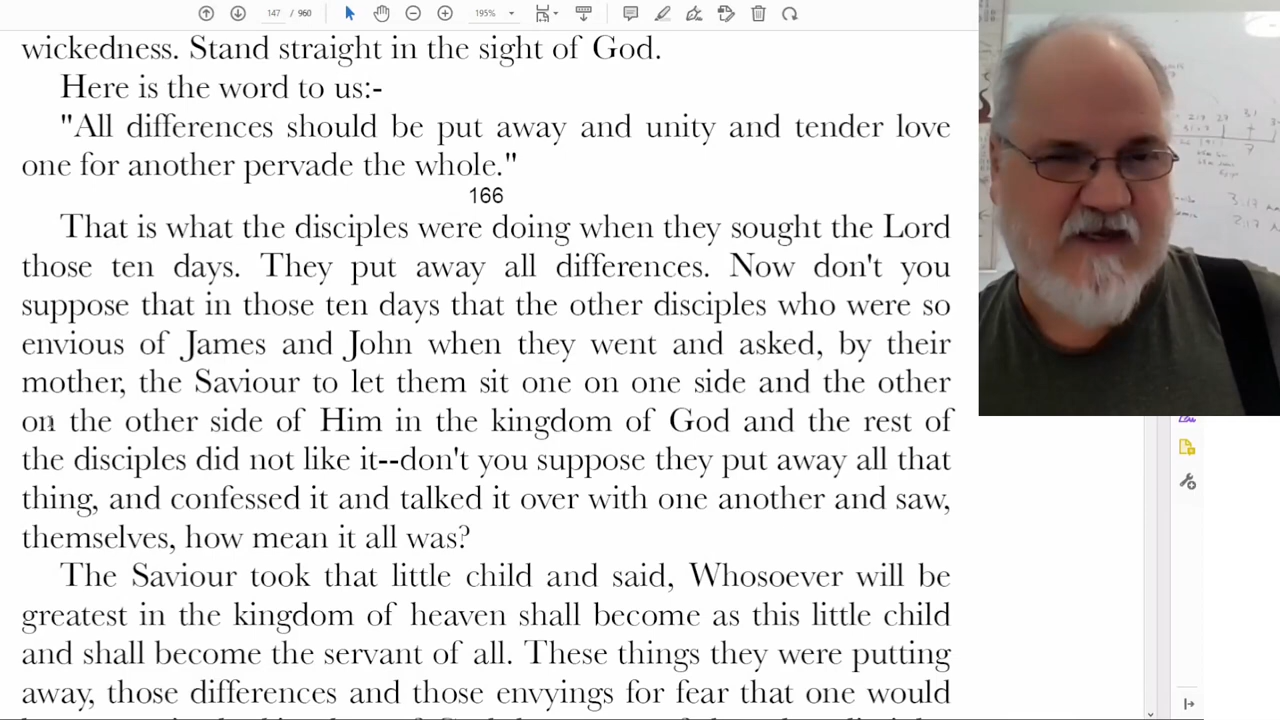 147 / 960
195%
wickedness. Stand straight in the sight of God.
Here is the word to us:-
"All differences should be put away and unity and tender love
one for another pervade the whole."
166
That is what the disciples were doing when they sought the Lord
those ten days. They put away all differences. Now don't you
suppose that in those ten days that the other disciples who were so
envious of James and John when they went and asked, by their
mother, the Saviour to let them sit one on one side and the other
on the other side of Him in the kingdom of God and the rest of
the disciples did not like it--don't you suppose they put away all that
thing, and confessed it and talked it over with one another and saw,
themselves, how mean it all was?
The Saviour took that little child and said, Whosoever will be
greatest in the kingdom of heaven shall become as this little child
and shall become the servant of all. These things they were putting
away, those differences and those envyings for fear that one would